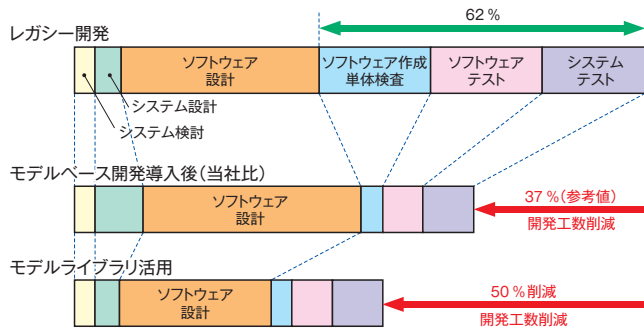 62 %
レガシー開発
ソフトウェア
設計
ソフトウェア作成
単体検査
ソフトウェア
テスト
システム
テスト
システム設計
システム検討
モデルベース開発導入後（当社比）
ソフトウェア
設計
37 %（参考値）
開発工数削減
モデルライブラリ活用
ソフトウェア
設計
50 %削減
開発工数削減